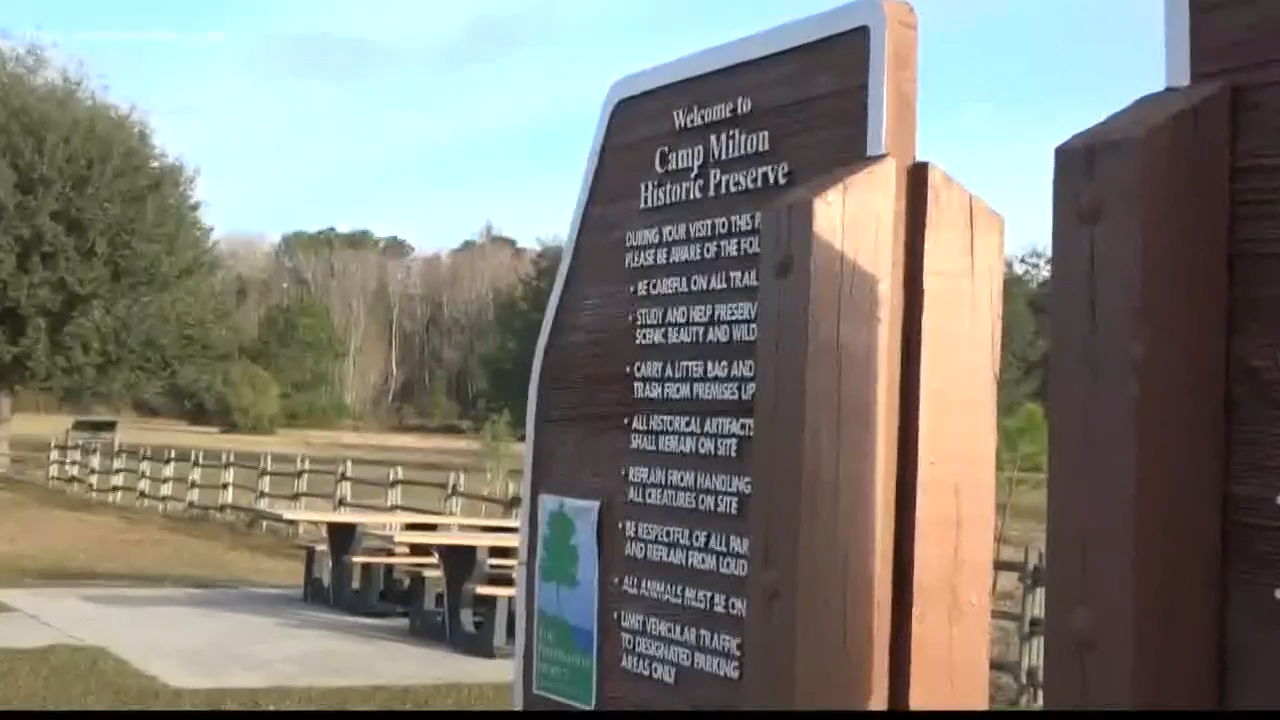 Welcome to
Camp Milton
Historic Preserve
DURING YOUR VISIT TO THIS P
PLEASE BE AWARE OF THE FOL
• BE CAREFUL ON ALL TRAIL
• STUDY AND HELP PRESERV
SCENIC BEAUTY AND WILD
• CARRY A LITTER BAG AND
TRASH FROM PREMISES UP
• ALL HISTORICAL ARTIFACTS
SHALL REMAIN ON SITE
• REFRAIN FROM HANDLING
ALL CREATURES ON SITE
• BE RESPECTFUL OF ALL PAR
AND REFRAIN FROM LOUD
• ALL ANIMALS MUST BE ON
• LIMIT VEHICULAR TRAFFIC
TO DESIGNATED PARKING
AREAS ONLY